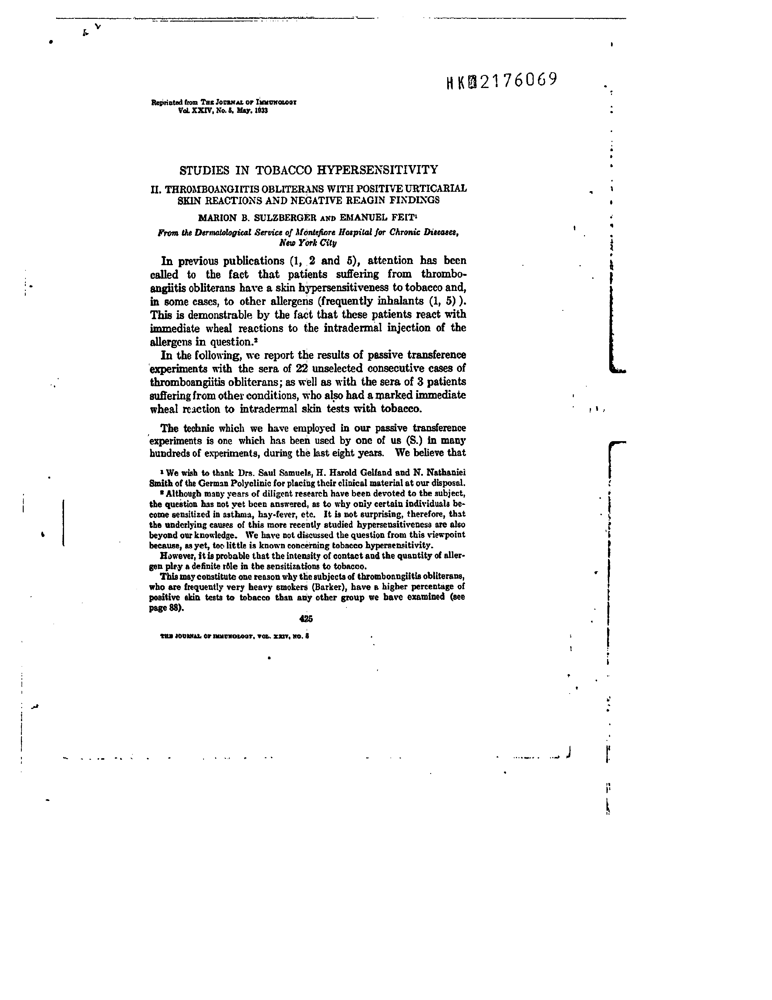 HK02176069
Reprinted from THE JOURNAL OF IMMUNOLOGY
Vol. XXIV, No. 5, May, 1933
STUDIES IN TOBACCO HYPERSENSITIVITY
II. THROMBOANGIITIS OBLITERANS WITH POSITIVE URTICARIAL
SKIN REACTIONS AND NEGATIVE REAGIN FINDINGS
MARION B. SULZBERGER AND EMANUEL FEIT¹
From the Dermatological Service of Montefiore Hospital for Chronic Diseases,
New York City
In previous publications (1, 2 and 5), attention has been
called to the fact that patients suffering from thrombo-
angiitis obliterans have a skin hypersensitiveness to tobacco and,
in some cases, to other allergens (frequently inhalants (1, 5)).
This is demonstrable by the fact that these patients react with
immediate wheal reactions to the intradermal injection of the
allergens in question.²
In the following, we report the results of passive transference
experiments with the sera of 22 unselected consecutive cases of
thromboangiitis obliterans; as well as with the sera of 3 patients
suffering from other conditions, who also had a marked immediate
wheal reaction to intradermal skin tests with tobacco.
The technic which we have employed in our passive transference
experiments is one which has been used by one of us (S.) in many
hundreds of experiments, during the last eight years. We believe that
¹ We wish to thank Drs. Saul Samuels, H. Harold Gelfand and N. Nathaniel
Smith of the German Polyclinic for placing their clinical material at our disposal.
² Although many years of diligent research have been devoted to the subject,
the question has not yet been answered, as to why only certain individuals be-
come sensitized in asthma, hay-fever, etc. It is not surprising, therefore, that
the underlying causes of this more recently studied hypersensitiveness are also
beyond our knowledge. We have not discussed the question from this viewpoint
because, as yet, too little is known concerning tobacco hypersensitivity.
However, it is probable that the intensity of contact and the quantity of aller-
gen play a definite rôle in the sensitizations to tobacco.
This may constitute one reason why the subjects of thromboangiitis obliterans,
who are frequently very heavy smokers (Barker), have a higher percentage of
positive skin tests to tobacco than any other group we have examined (see
page 88).
425
THE JOURNAL OF IMMUNOLOGY, VOL. XXIV, NO. 5